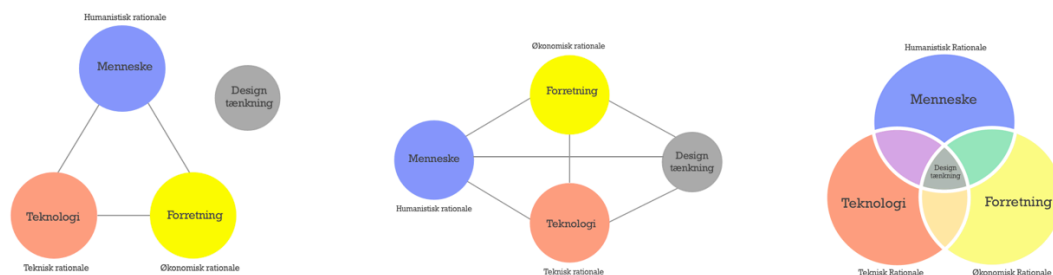 Humanistisk rationale
Menneske
Design
tænkning
Teknologi
Forretning
Teknisk rationale
Økonomisk rationale
Økonomisk rationale
Forretning
Menneske
Design
tænkning
Humanistisk rationale
Teknologi
Teknisk rationale
Humanistisk Rationale
Menneske
Design
tænkning
Teknologi
Forretning
Teknisk Rationale
Økonomisk Rationale